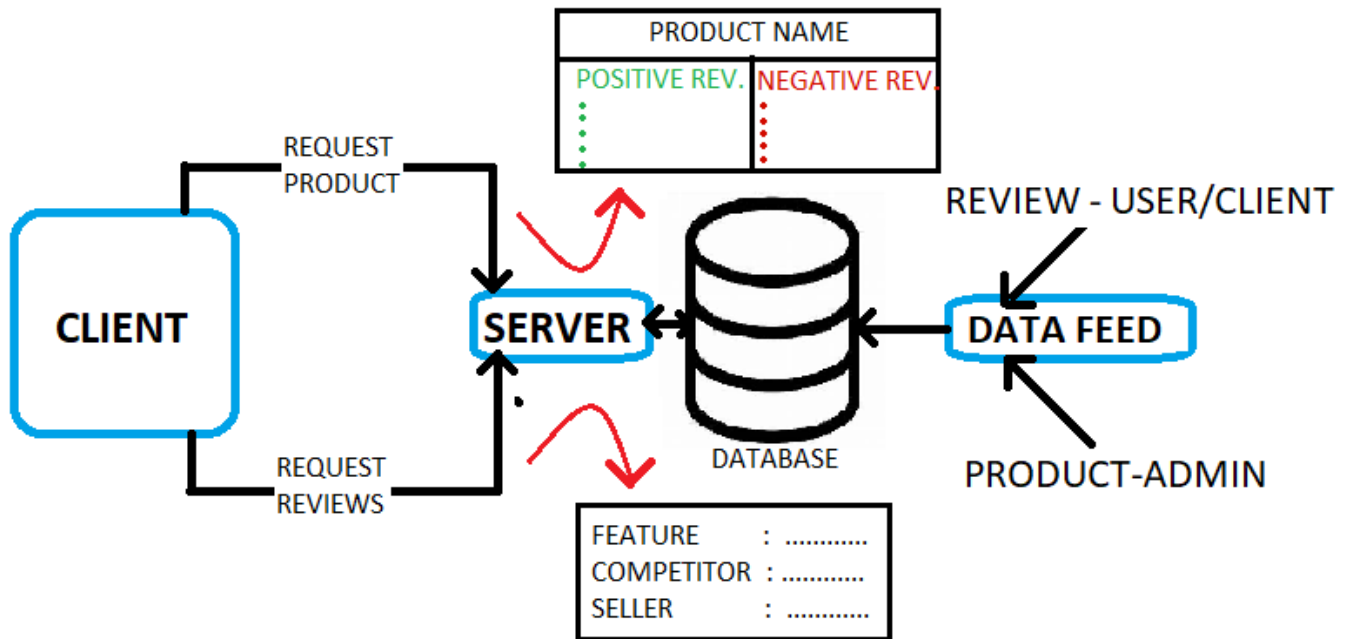 PRODUCT NAME
POSITIVE REV.
NEGATIVE REV.
REQUEST
PRODUCT
REVIEW - USER/CLIENT
CLIENT
SERVER
DATA FEED
DATABASE
REQUEST
REVIEWS
PRODUCT-ADMIN
FEATURE : ............
COMPETITOR : ............
SELLER : ............